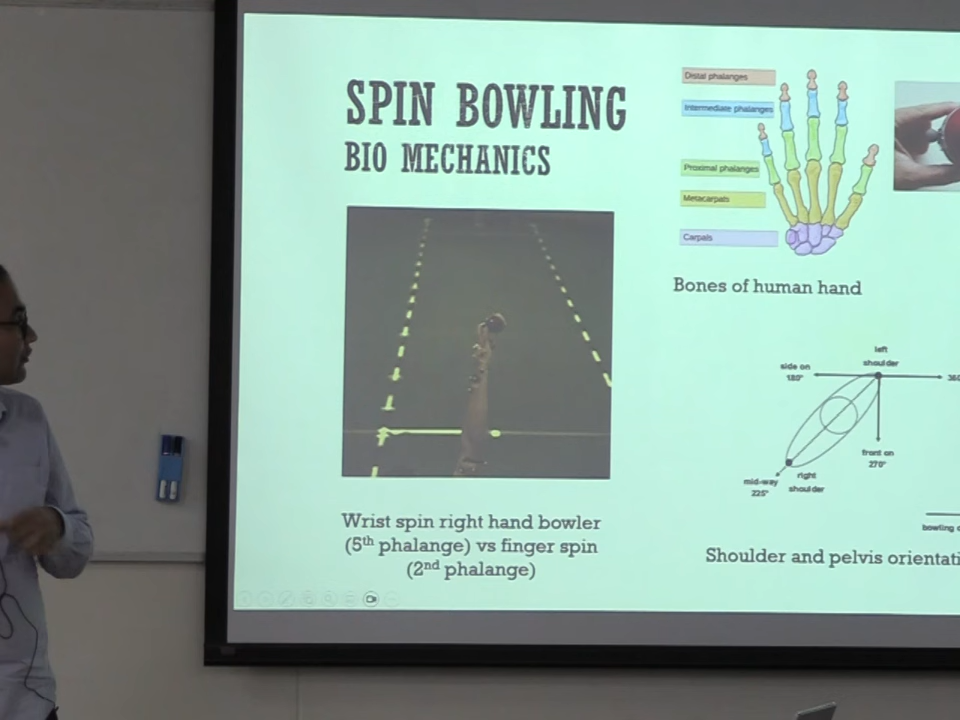 SPIN BOWLING
BIO MECHANICS
Distal phalanges
Intermediate phalanges
Proximal phalanges
Metacarpals
Carpals
Bones of human hand
left
shoulder
side on
180°
360
front on
270°
mid-way
225°
right
shoulder
bowling
Wrist spin right hand bowler
(5th phalange) vs finger spin
(2nd phalange)
Shoulder and pelvis orientati